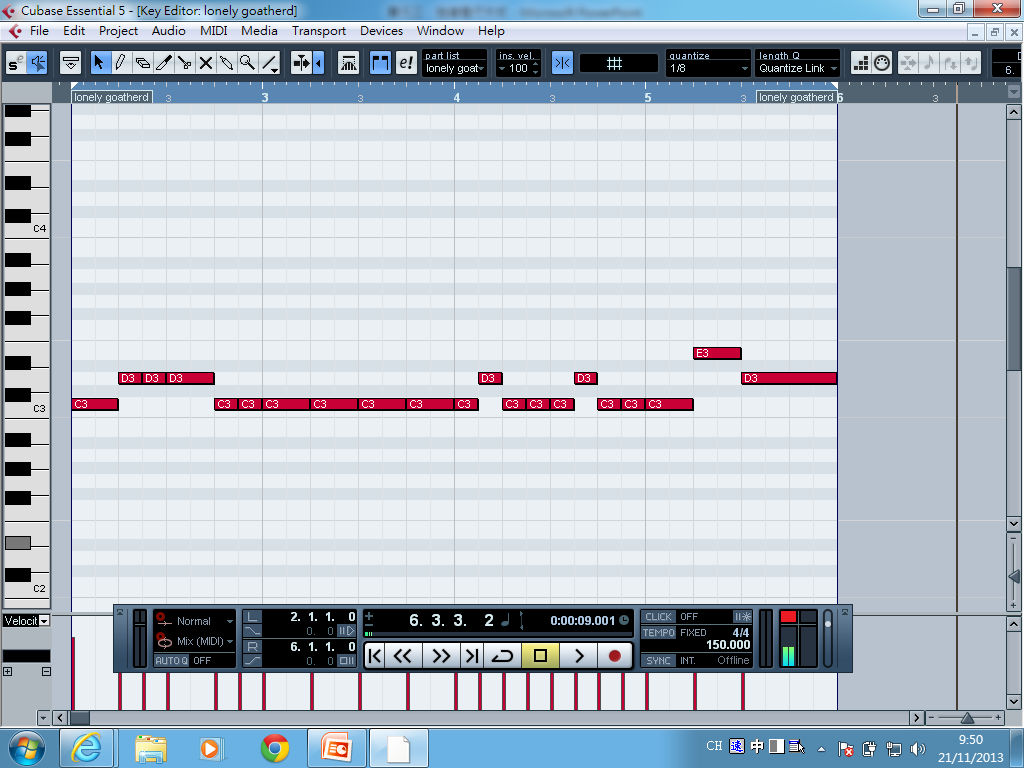 Cubase Essential 5 - [Key Editor: lonely goatherd]
File Edit Project Audio MIDI Media Transport Devices Window Help
part list ins. vel. quantize length Q
lonely goat 100 1/8 Quantize Link 6.
lonely goatherd 3 3 3 4 3 5 3 lonely goatherd 6 3
C4
E3
D3 D3 D3 D3 D3 D3
C3 C3 C3 C3 C3 C3 C3 C3 C3 C3 C3 C3 C3 C3 C3
C2
Velocit
Normal L 2. 1. 1. 0 6. 3. 3. 2 0:00:09.001 CLICK OFF
0. 0
Mix (MIDI) R 6. 1. 1. 0 TEMPO FIXED 4/4
150.000
AUTO Q OFF 0. 0 SYNC INT. Offline
CH 速 中
9:50
21/11/2013